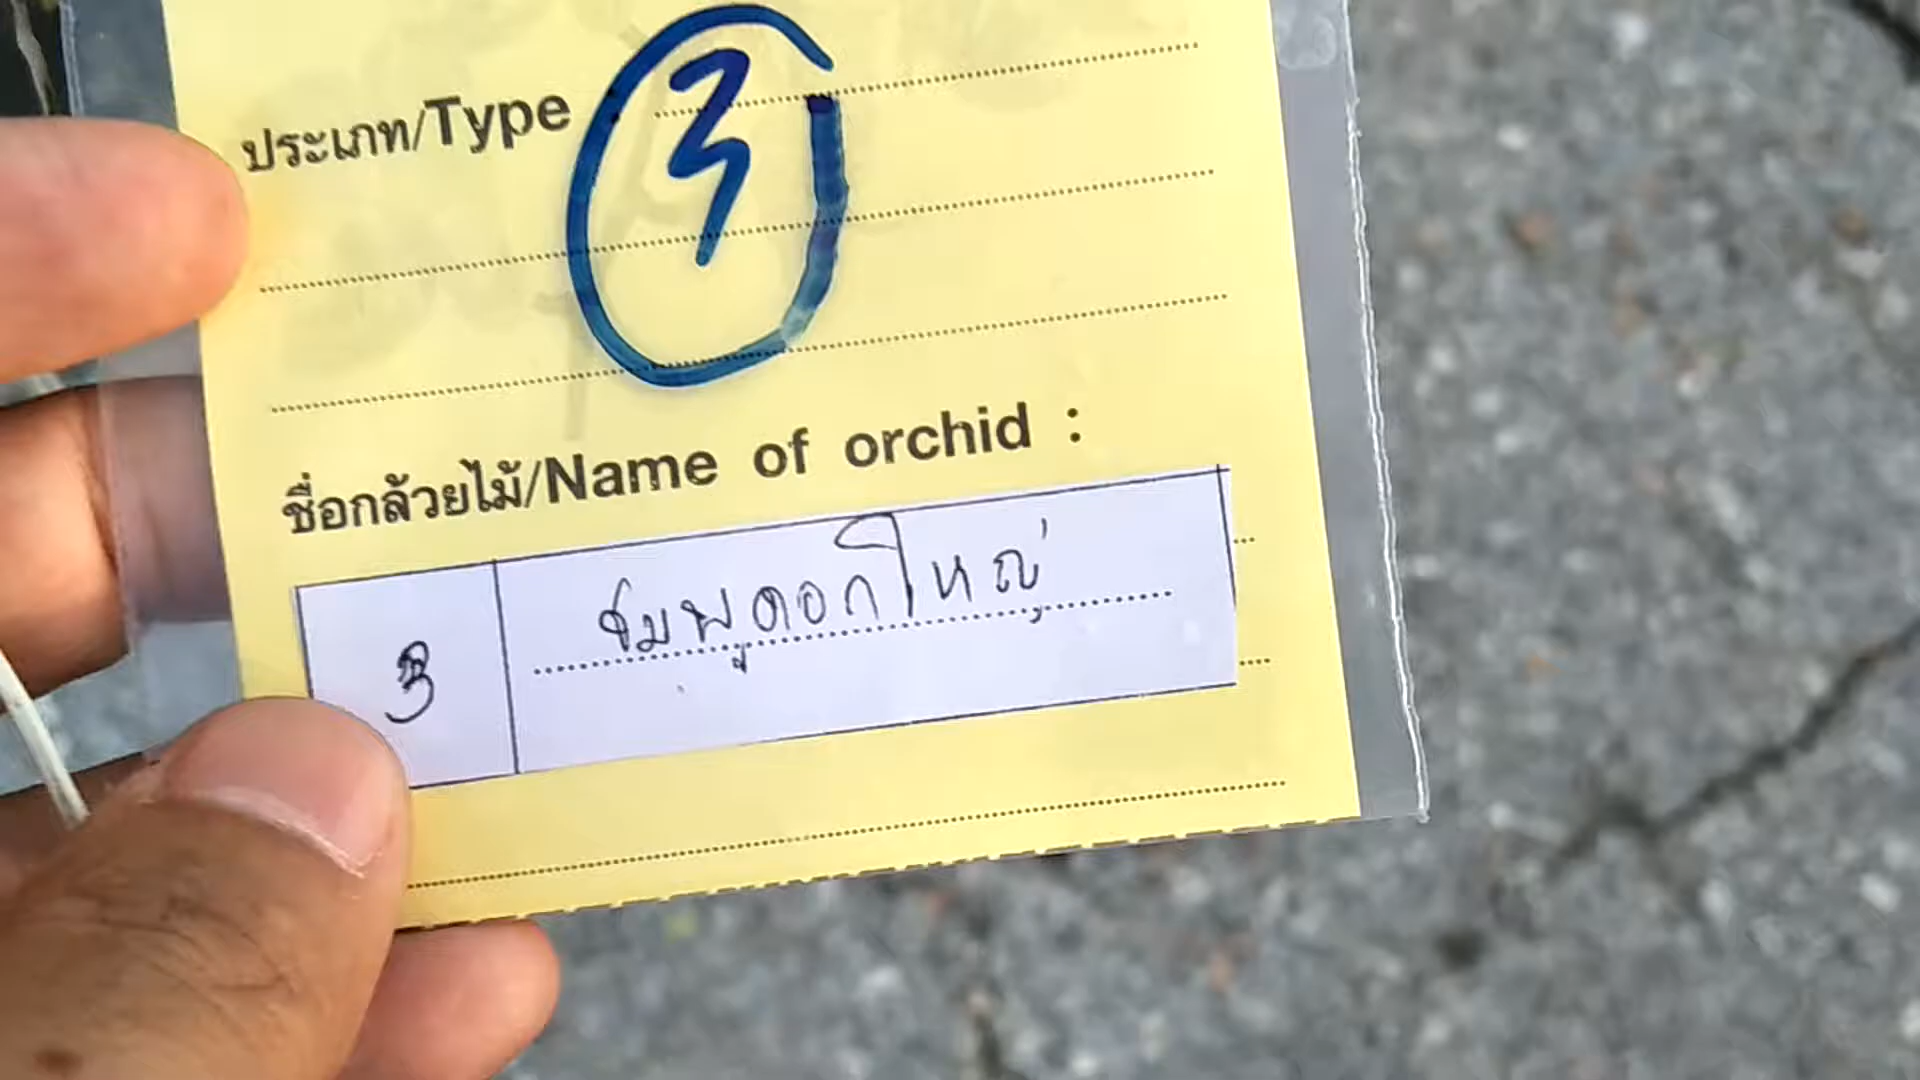 ประเภท/Type 3
ชื่อกล้วยไม้/Name of orchid :
3 ชมพูดอกใหญ่